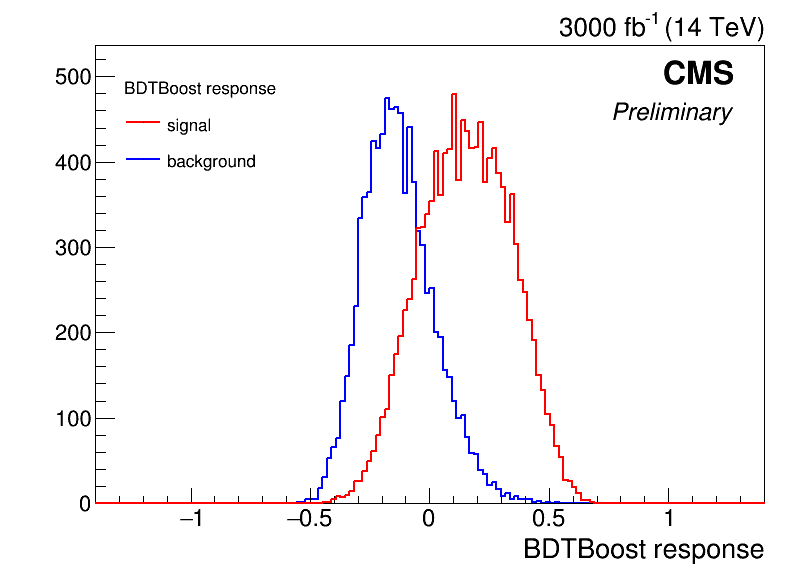 3000 fb⁻¹ (14 TeV)
CMS
Preliminary
BDTBoost response
signal
background
500
400
300
200
100
0
−1 −0.5 0 0.5 1
BDTBoost response